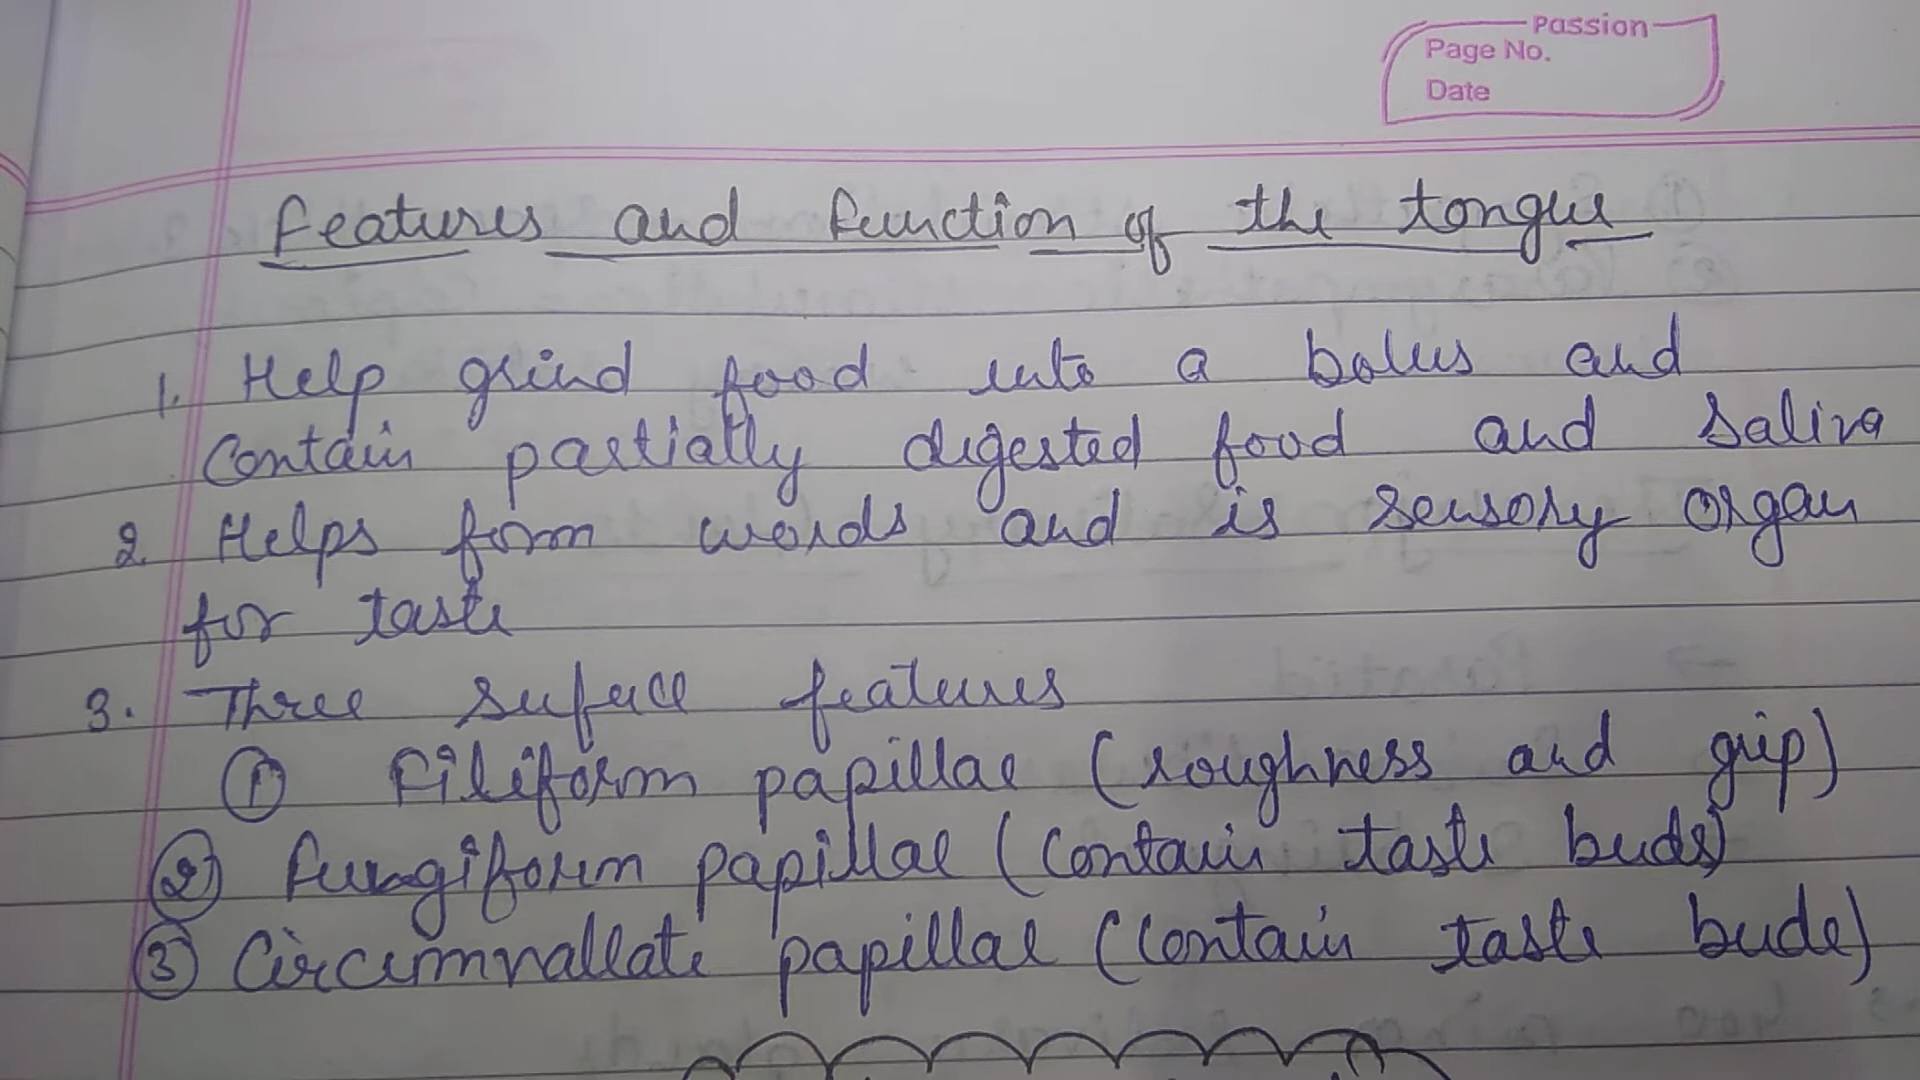 Passion
Page No.
Date
Features and Function of the tongue
1. Help grind food into a bolus and
Contain partially digested food and saliva
2. Helps form words and is sensory organ
for taste
3. Three surface features
① Filiform papillae (roughness and grip)
② Fungiform papillae (Contain taste buds)
③ Circumvallate papillae (Contain taste buds)